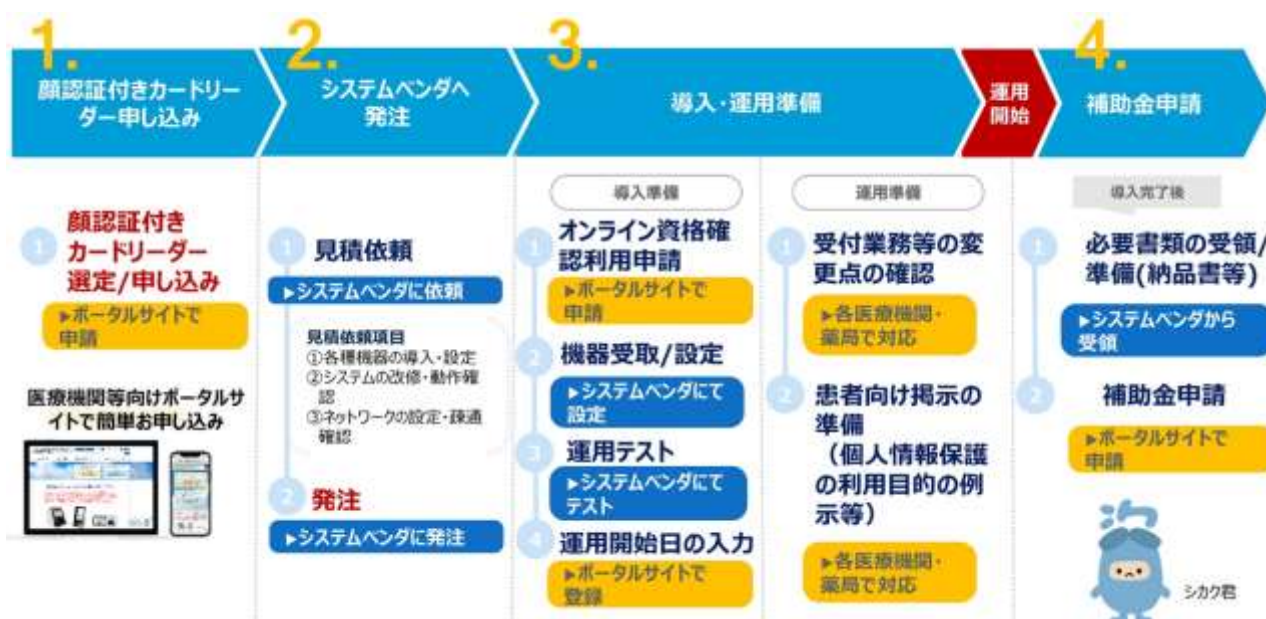 1.
顔認証付きカードリー
ダー申し込み
2.
システムベンダへ
発注
3.
導入・運用準備
運用
開始
4.
補助金申請
1
顔認証付き
カードリーダー
選定/申し込み
▶ポータルサイトで
申請
医療機関等向けポータルサ
イトで簡単お申し込み
1
見積依頼
▶システムベンダに依頼
見積依頼項目
①各種機器の導入・設定
②システムの改修・動作確
認
③ネットワークの設定・疎通
確認
2
発注
▶システムベンダに発注
導入準備
1
オンライン資格確
認利用申請
▶ポータルサイトで
申請
2
機器受取/設定
▶システムベンダにて
設定
3
運用テスト
▶システムベンダにて
テスト
4
運用開始日の入力
▶ポータルサイトで
登録
運用準備
1
受付業務等の変
更点の確認
▶各医療機関・
薬局で対応
2
患者向け掲示の
準備
（個人情報保護
の利用目的の例
示等）
▶各医療機関・
薬局で対応
導入完了後
1
必要書類の受領/
準備(納品書等)
▶システムベンダから
受領
2
補助金申請
▶ポータルサイトで
申請
シカク君